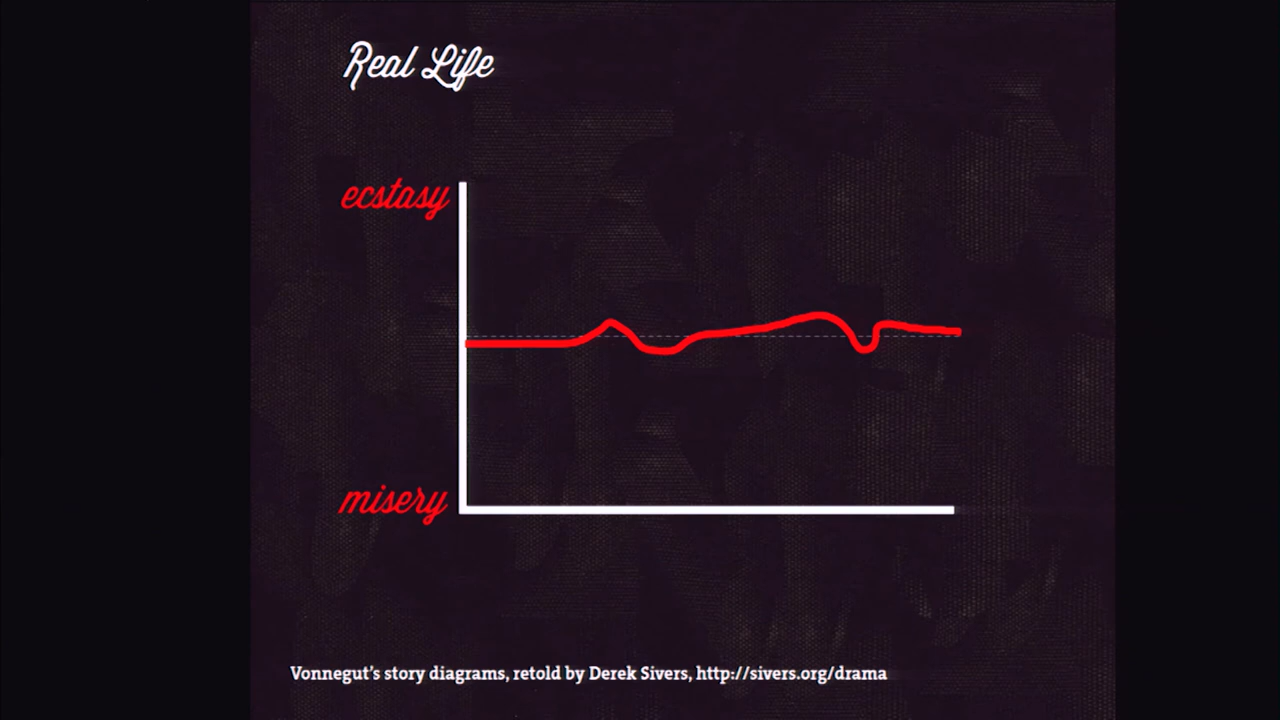 Real Life
ecstasy
misery
Vonnegut's story diagrams, retold by Derek Sivers, http://sivers.org/drama